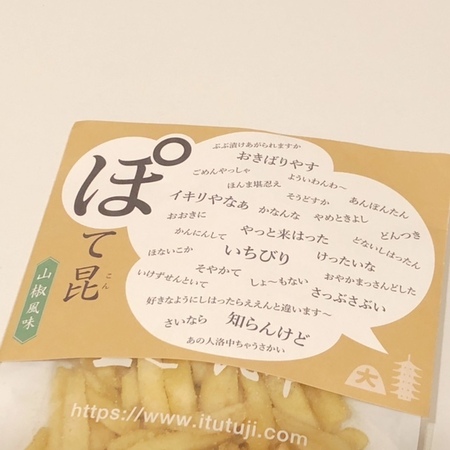 ぽて昆
こん
山椒風味
ぶぶ漬けあがられますか
おきばりやす
ごめんやっしゃ
よういわんわ〜
ほんま堪忍え
そうどすか
あんぽんたん
イキリやなぁ
かなんな
やめときよし
おおきに
どんつき
かんにんして
やっと来はった
どないしはったん
ほないこか
いちびり
けったいな
そやかて
おやかまっさんどした
いけずせんといて
しょ〜もない
さっぶさぶい
好きなようにしはったらええんと違います〜
さいなら
知らんけど
あの人洛中ちゃうさかい
大
https://www.itutuji.com